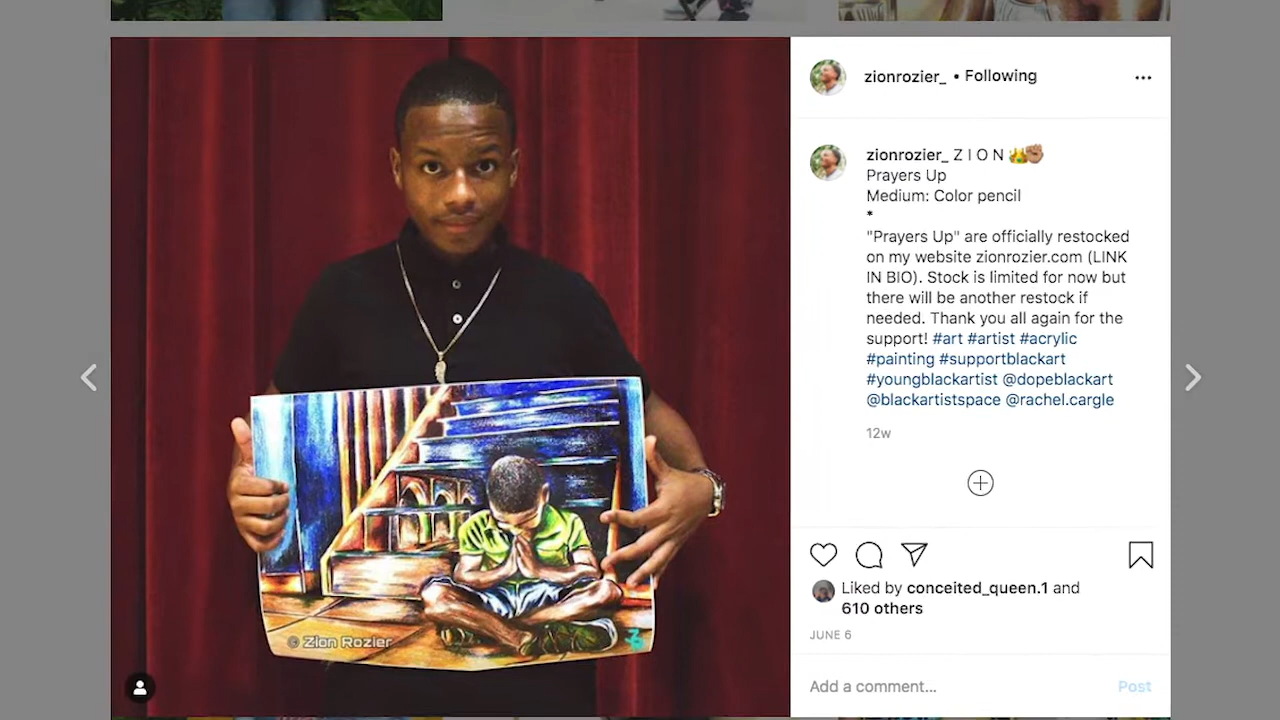 zionrozier_ • Following
zionrozier_ Z I O N 👑✊🏽
Prayers Up
Medium: Color pencil
*
"Prayers Up" are officially restocked
on my website zionrozier.com (LINK
IN BIO). Stock is limited for now but
there will be another restock if
needed. Thank you all again for the
support! #art #artist #acrylic
#painting #supportblackart
#youngblackartist @dopeblackart
@blackartistspace @rachel.cargle
12w
Liked by conceited_queen.1 and
610 others
JUNE 6
Add a comment... Post
© Zion Rozier